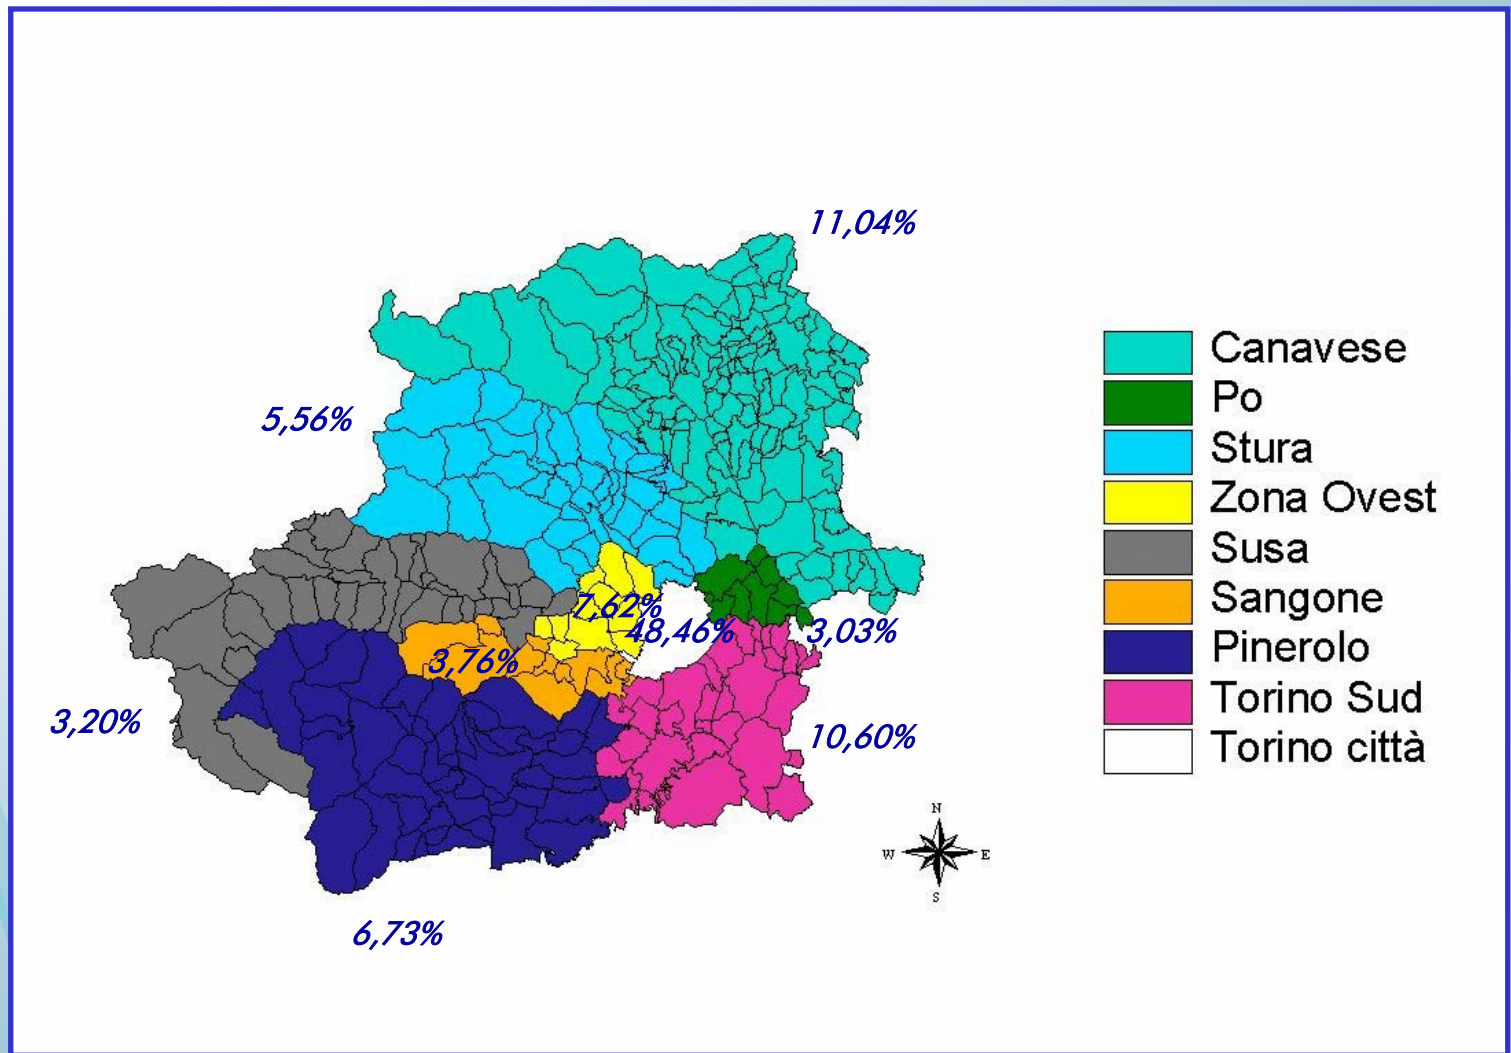 11,04%
5,56%
7,62%
48,46%
3,03%
3,76%
3,20%
10,60%
6,73%
Canavese
Po
Stura
Zona Ovest
Susa
Sangone
Pinerolo
Torino Sud
Torino città
N
W E
S